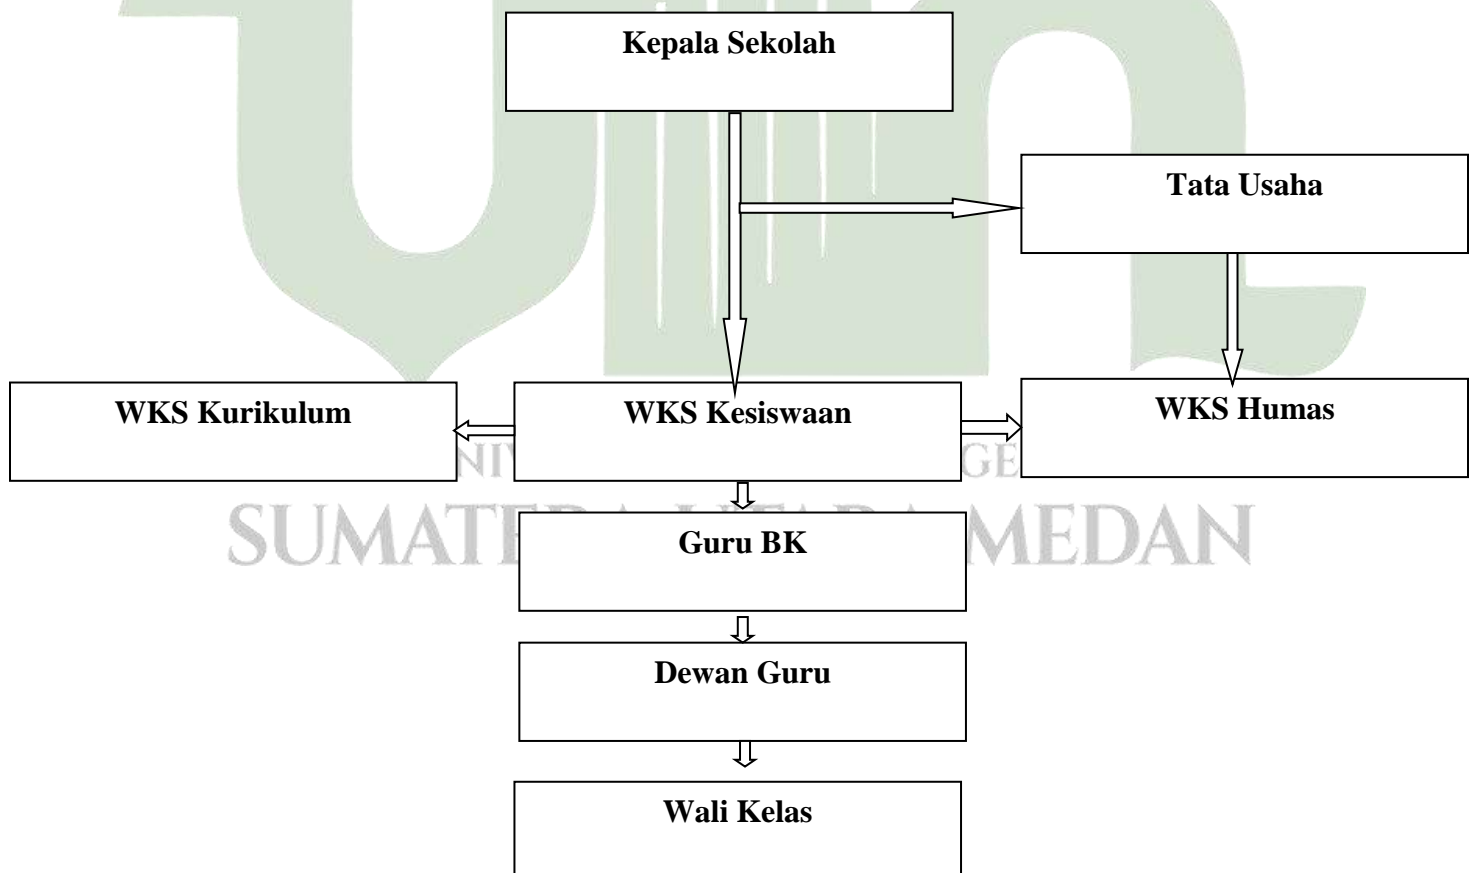 Kepala Sekolah
Tata Usaha
WKS Kurikulum
WKS Kesiswaan
WKS Humas
SUMATERA UTARA MEDAN
Guru BK
Dewan Guru
Wali Kelas